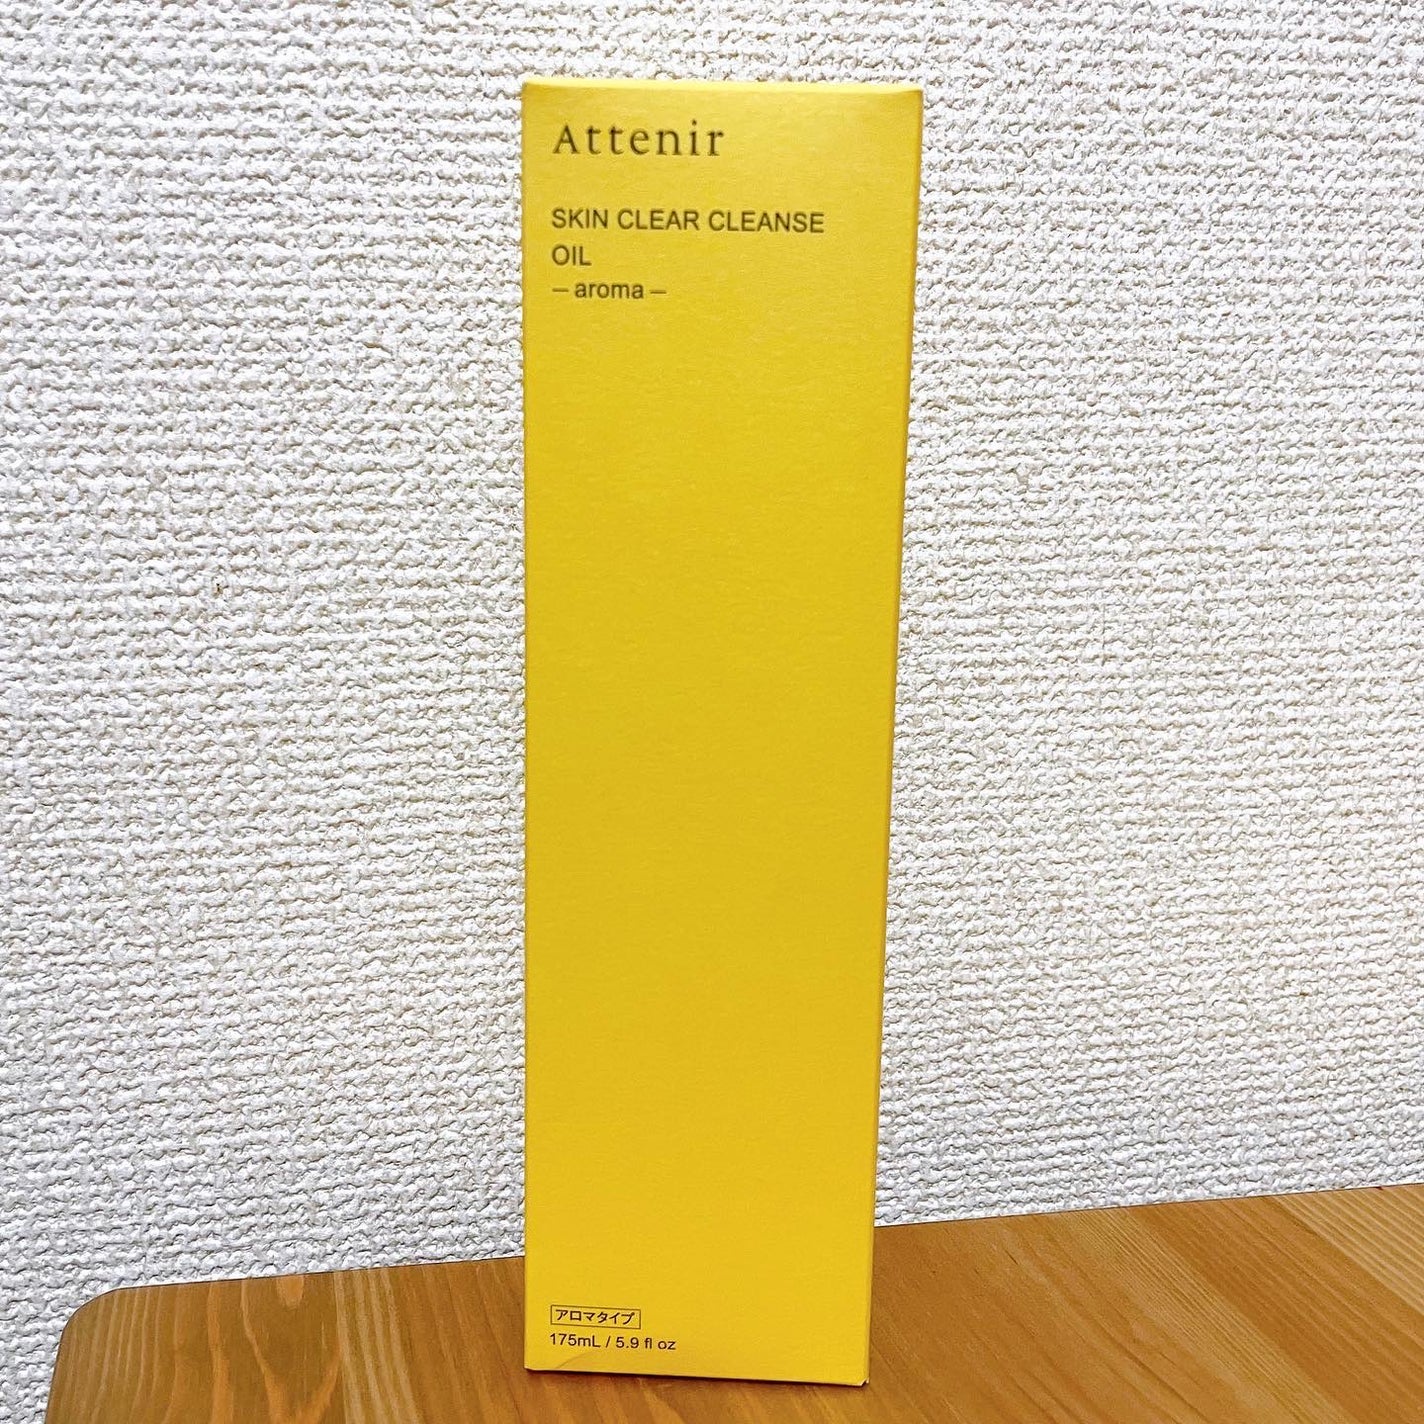 Attenir
SKIN CLEAR CLEANSE
OIL
– aroma –
アロマタイプ
175mL / 5.9 fl oz